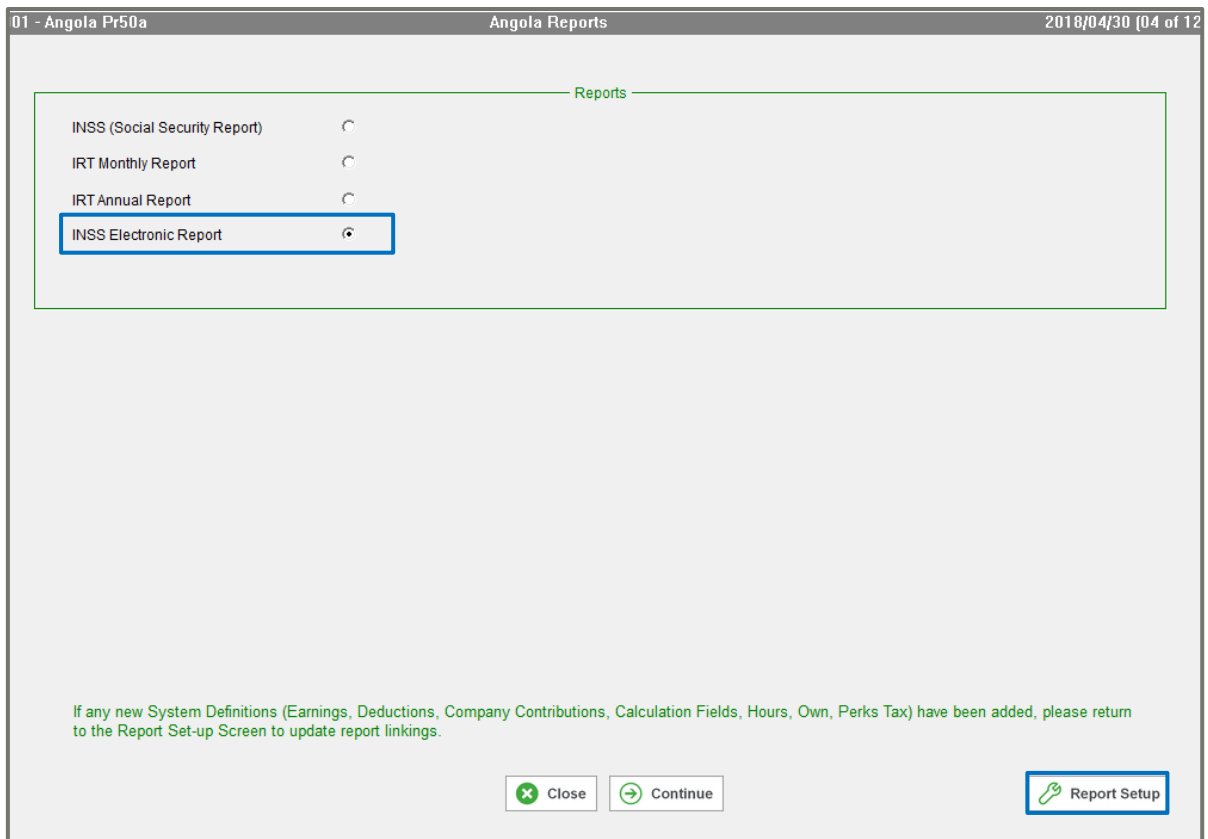 01 - Angola Pr50a Angola Reports 2018/04/30 (04 of 12
Reports
INSS (Social Security Report)
IRT Monthly Report
IRT Annual Report
INSS Electronic Report
If any new System Definitions (Earnings, Deductions, Company Contributions, Calculation Fields, Hours, Own, Perks Tax) have been added, please return
to the Report Set-up Screen to update report linkings.
Close Continue Report Setup